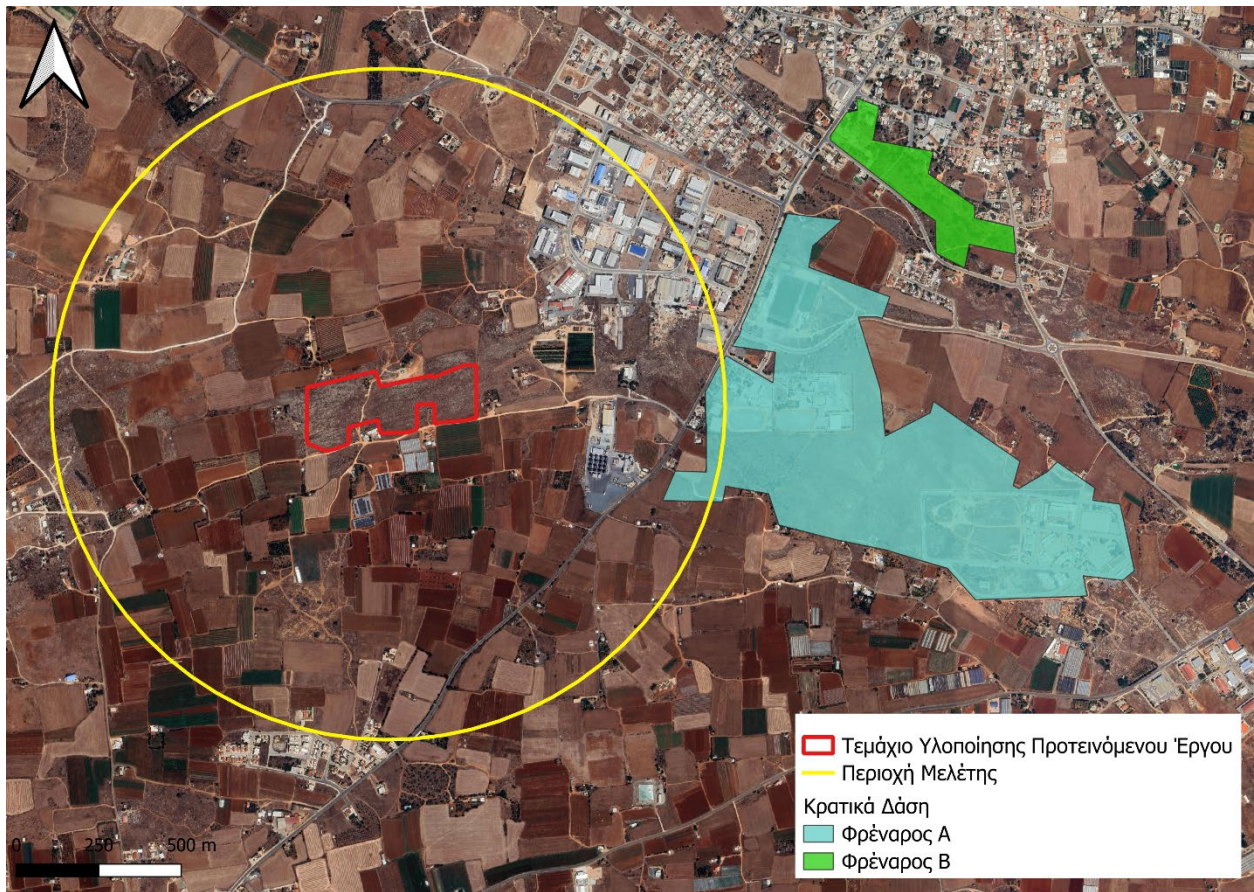 Τεμάχιο Υλοποίησης Προτεινόμενου Έργου
Περιοχή Μελέτης
Κρατικά Δάση
Φρέναρος Α
Φρέναρος Β
0 250 500 m